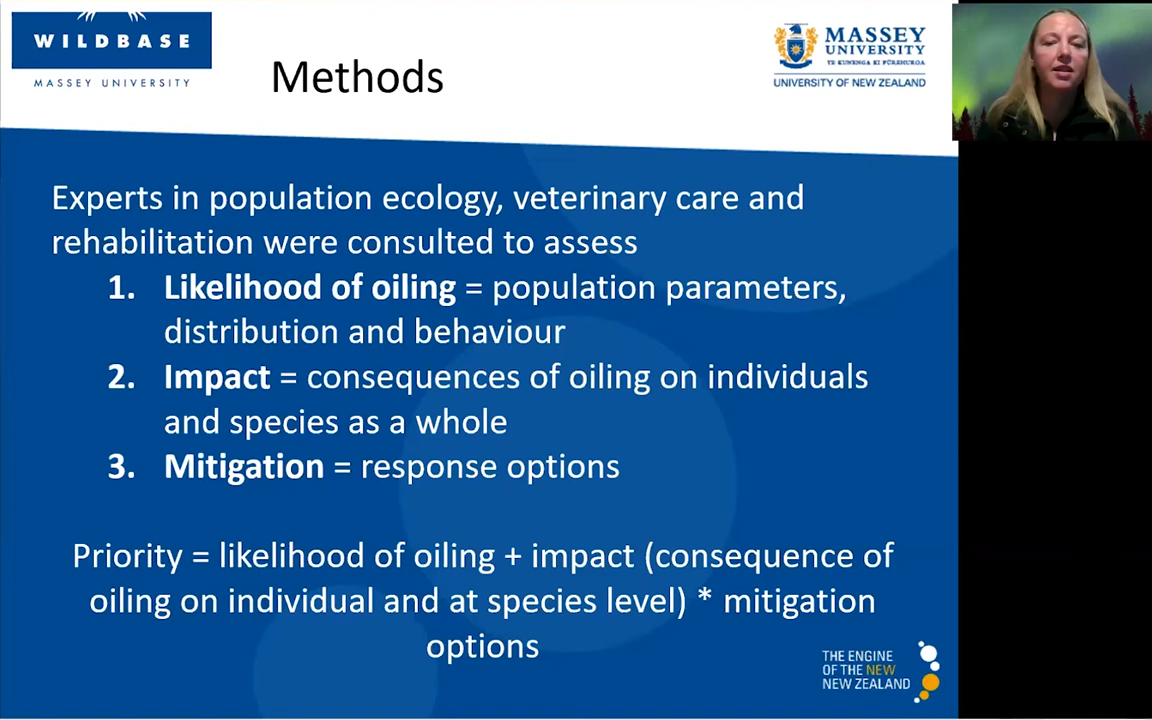 WILDBASE
MASSEY UNIVERSITY
Methods
MASSEY
UNIVERSITY
TE KUNENGA KI PŪREHUROA
UNIVERSITY OF NEW ZEALAND
Experts in population ecology, veterinary care and
rehabilitation were consulted to assess
1. Likelihood of oiling = population parameters,
distribution and behaviour
2. Impact = consequences of oiling on individuals
and species as a whole
3. Mitigation = response options
Priority = likelihood of oiling + impact (consequence of
oiling on individual and at species level) * mitigation
options
THE ENGINE
OF THE NEW
NEW ZEALAND